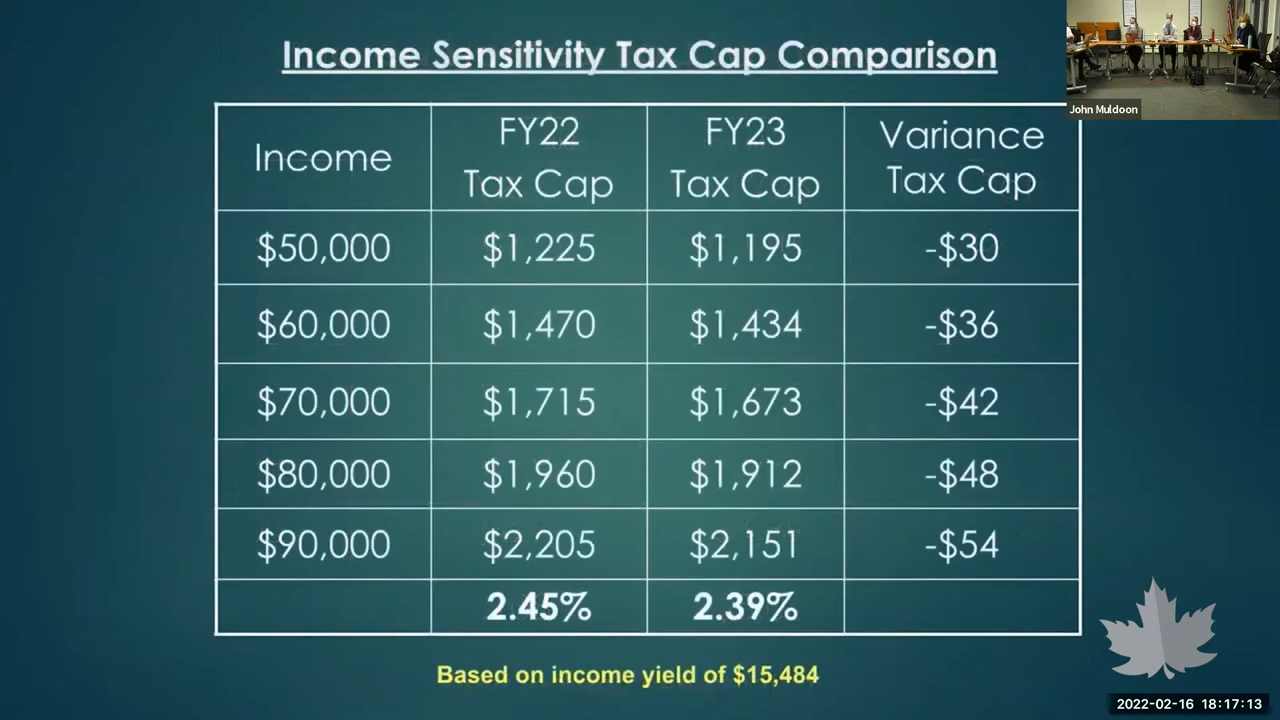 Income Sensitivity Tax Cap Comparison
John Muldoon
Income FY22 Tax Cap FY23 Tax Cap Variance Tax Cap
$50,000 $1,225 $1,195 -$30
$60,000 $1,470 $1,434 -$36
$70,000 $1,715 $1,673 -$42
$80,000 $1,960 $1,912 -$48
$90,000 $2,205 $2,151 -$54
2.45% 2.39%
Based on income yield of $15,484
2022-02-16 18:17:13